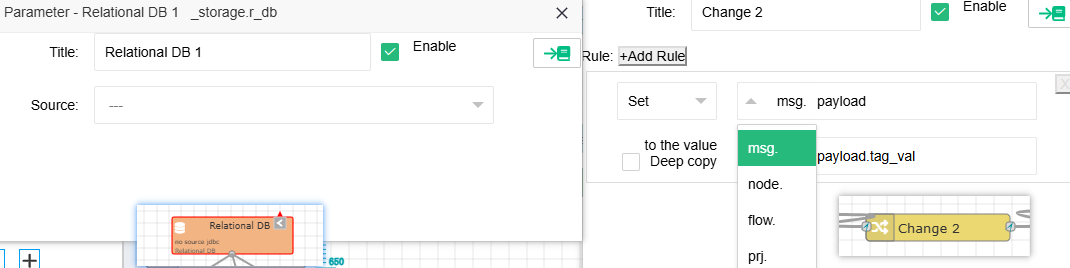 Parameter - Relational DB 1 _storage.r_db
Title: Relational DB 1 Enable
Source: ---
Relational DB
no source jdbc
Relational_DB
650
Title: Change 2 Enable
Rule: +Add Rule
X
Set msg. payload
to the value
Deep copy payload.tag_val
msg.
node.
flow.
prj.
Change 2